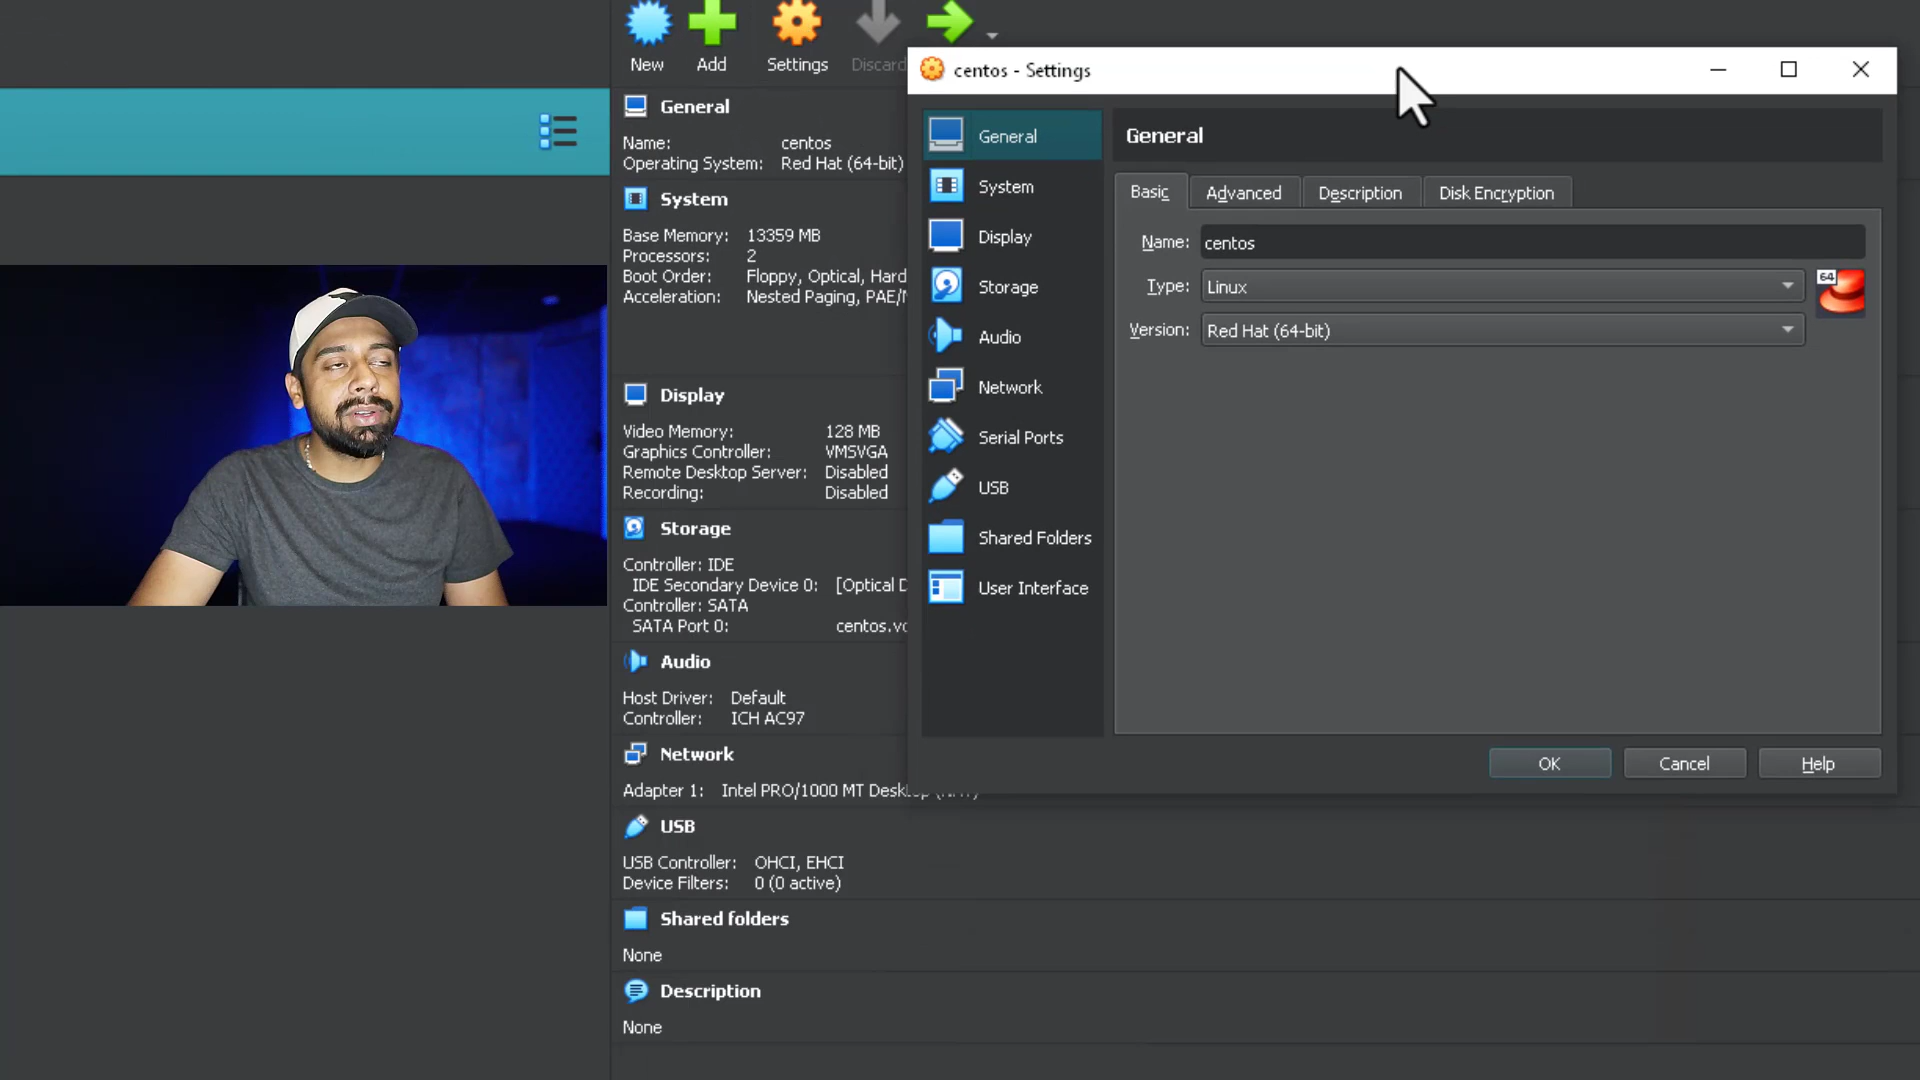 New
Add
Settings
Discard
General
Name: centos
Operating System: Red Hat (64-bit)
System
Base Memory: 13359 MB
Processors: 2
Boot Order: Floppy, Optical, Hard
Acceleration: Nested Paging, PAE/
Display
Video Memory: 128 MB
Graphics Controller: VMSVGA
Remote Desktop Server: Disabled
Recording: Disabled
Storage
Controller: IDE
IDE Secondary Device 0: [Optical D
Controller: SATA
SATA Port 0: centos.v
Audio
Host Driver: Default
Controller: ICH AC97
Network
Adapter 1: Intel PRO/1000 MT Desk
USB
USB Controller: OHCI, EHCI
Device Filters: 0 (0 active)
Shared folders
None
Description
None
centos - Settings
General
System
Display
Storage
Audio
Network
Serial Ports
USB
Shared Folders
User Interface
General
Basic
Advanced
Description
Disk Encryption
Name: centos
Type: Linux
64
Version: Red Hat (64-bit)
OK
Cancel
Help